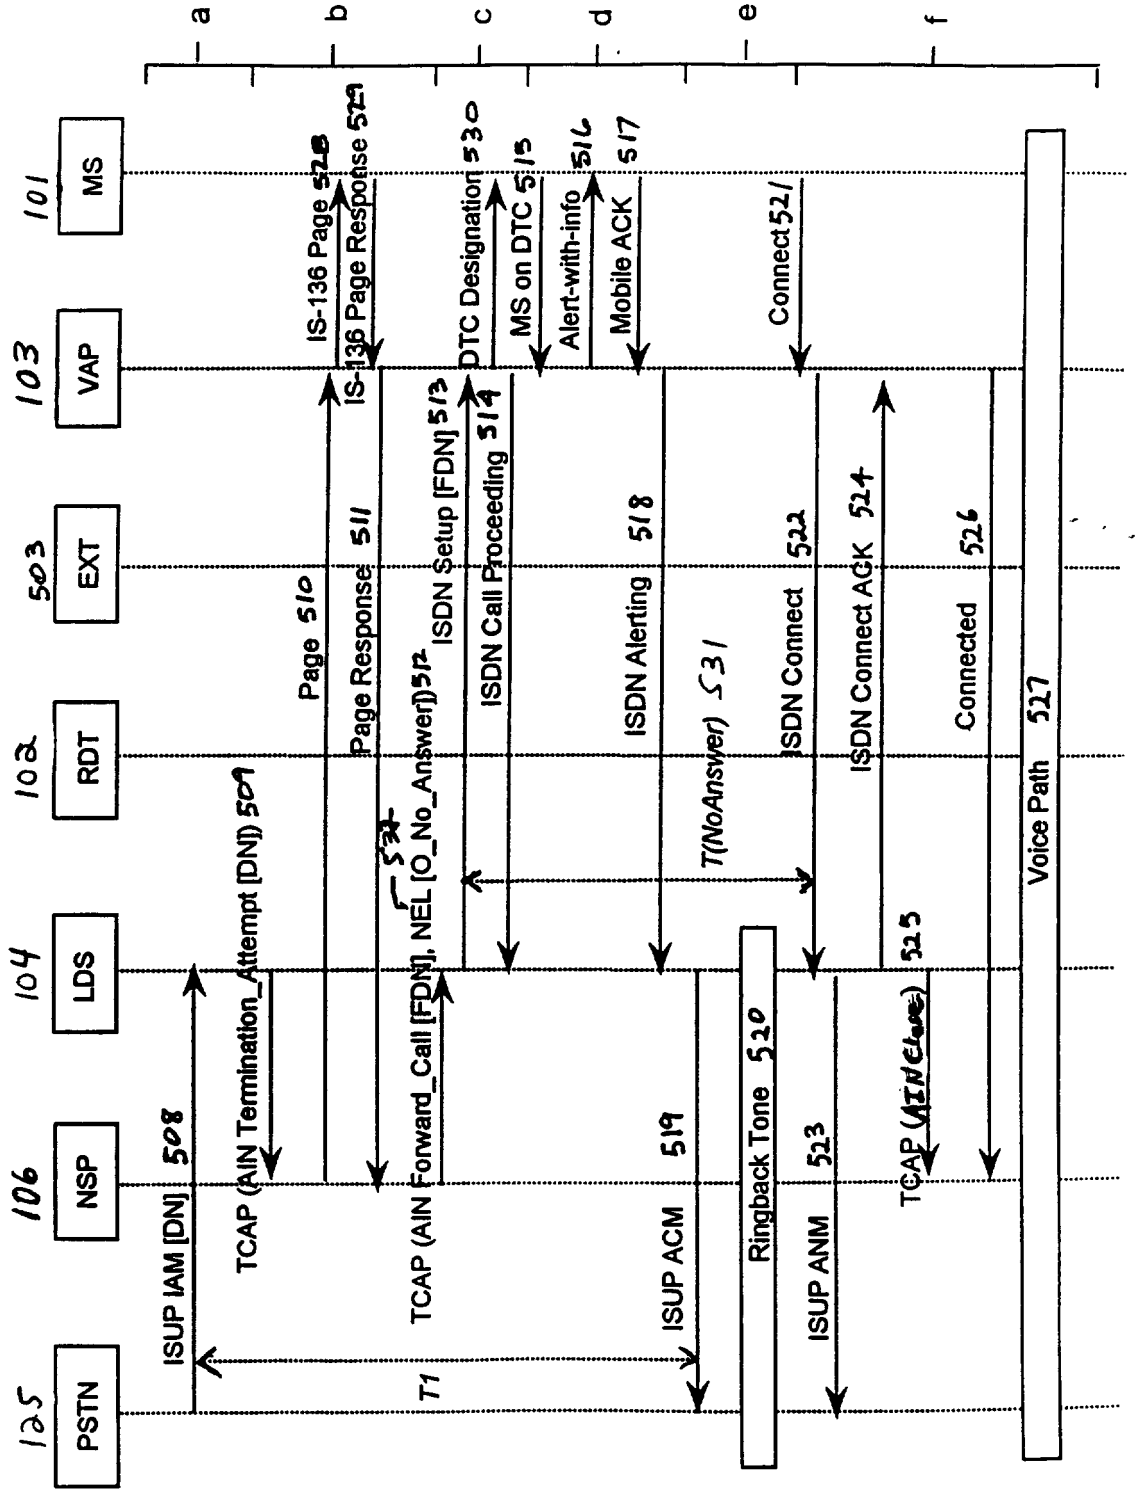 125
PSTN
106
NSP
104
LDS
102
RDT
503
EXT
103
VAP
101
MS
a
b
c
d
e
f
ISUP IAM [DN] 508
TCAP (AIN Termination_Attempt [DN]) 509
Page 510
IS-136 Page 528
IS-136 Page Response 529
Page Response 511
532
TCAP (AIN Forward_Call [FDN], NEL [O_No_Answer]) 512
ISDN Setup [FDN] 513
DTC Designation 530
ISDN Call Proceeding 514
MS on DTC 515
Alert-with-info 516
Mobile ACK 517
ISDN Alerting 518
T1
ISUP ACM 519
T(NoAnswer) 531
Ringback Tone 520
Connect 521
ISDN Connect 522
ISUP ANM 523
ISDN Connect ACK 524
TCAP (AIN Close) 525
Connected 526
Voice Path 527